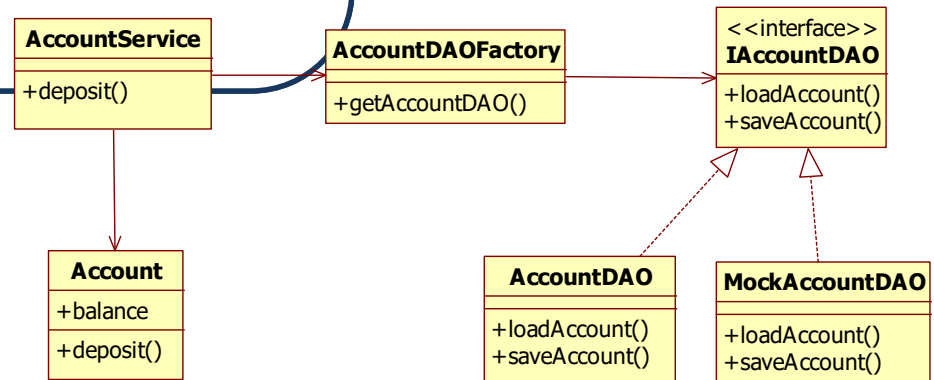 AccountService
+deposit()
AccountDAOFactory
+getAccountDAO()
<<interface>>
IAccountDAO
+loadAccount()
+saveAccount()
Account
+balance
+deposit()
AccountDAO
+loadAccount()
+saveAccount()
MockAccountDAO
+loadAccount()
+saveAccount()